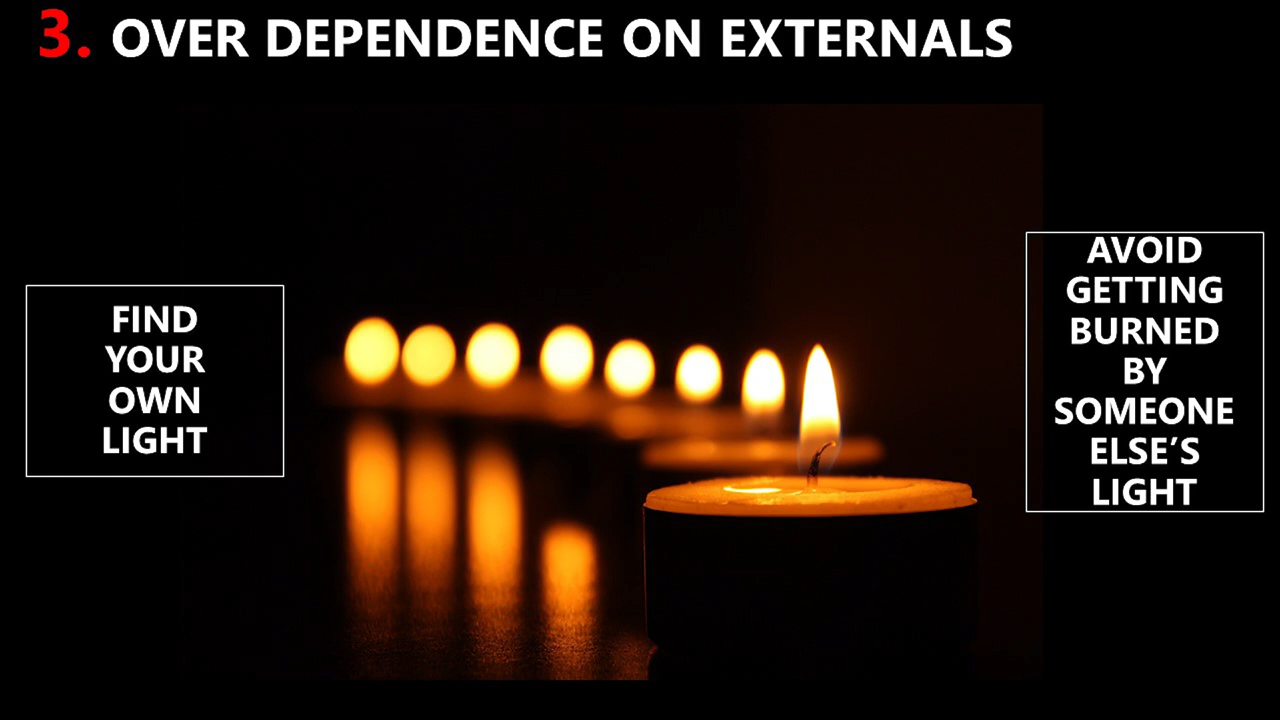 3. OVER DEPENDENCE ON EXTERNALS
FIND
YOUR
OWN
LIGHT
AVOID
GETTING
BURNED
BY
SOMEONE
ELSE’S
LIGHT